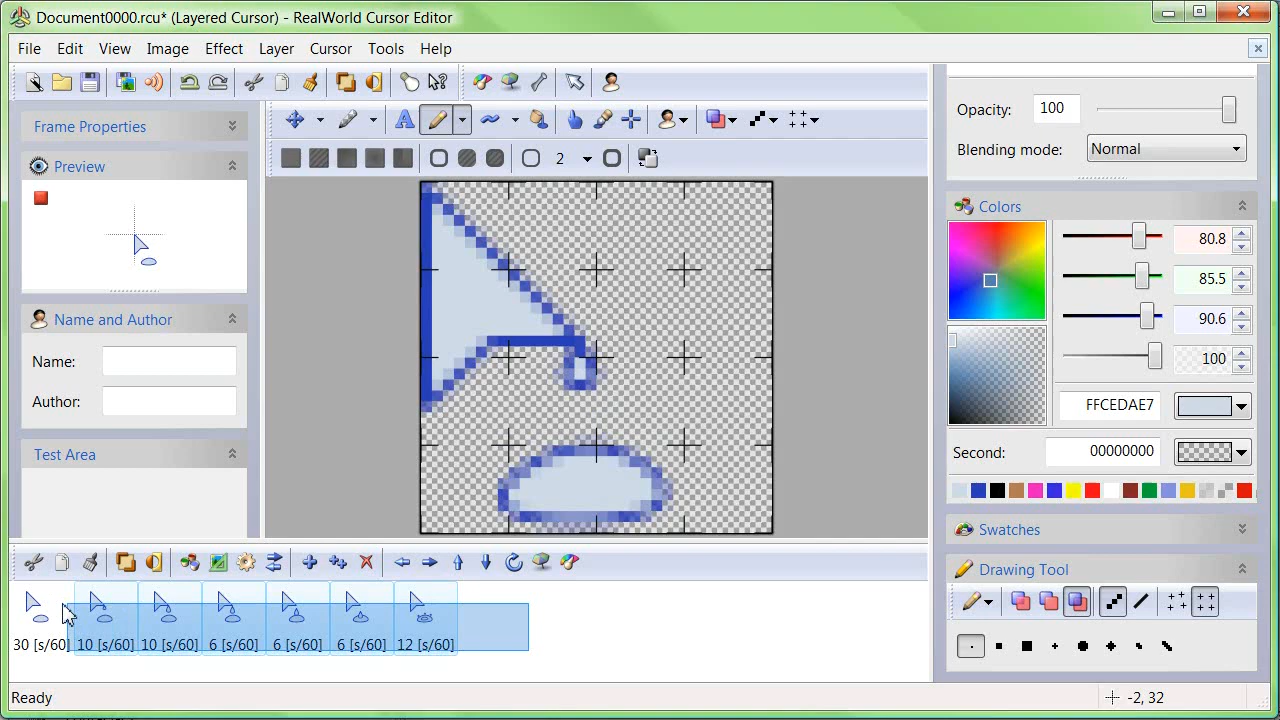 Document0000.rcu* (Layered Cursor) - RealWorld Cursor Editor
File Edit View Image Effect Layer Cursor Tools Help
Frame Properties
Preview
Name and Author
Name:
Author:
Test Area
A
2
Opacity: 100
Blending mode: Normal
Colors
80.8
85.5
90.6
100
FFCEDAE7
Second: 00000000
Swatches
Drawing Tool
30 [s/60] 10 [s/60] 10 [s/60] 6 [s/60] 6 [s/60] 6 [s/60] 12 [s/60]
Ready
-2, 32